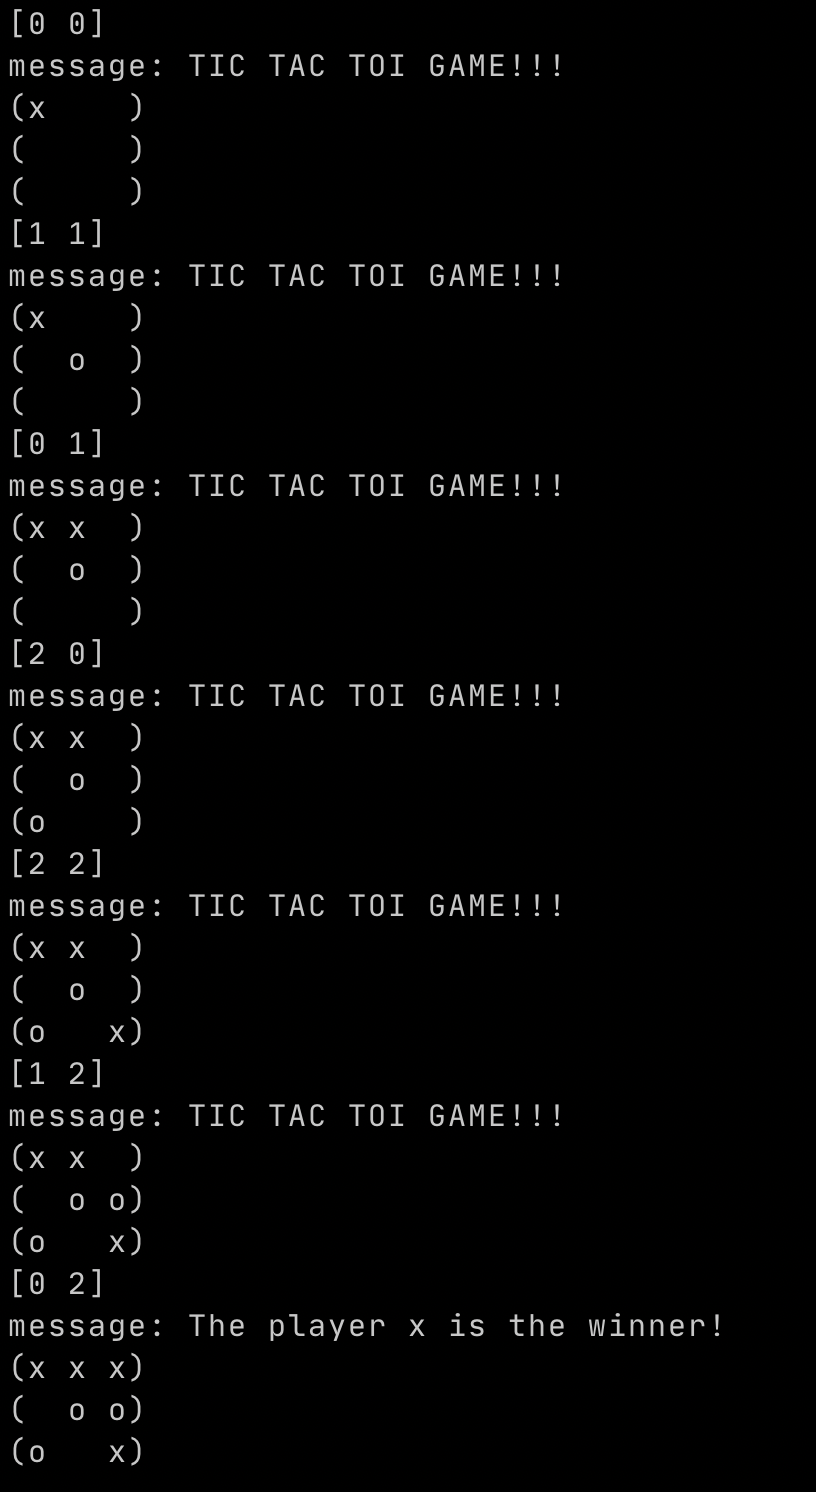 [0 0]
message: TIC TAC TOI GAME!!!
(x    )
(     )
(     )
[1 1]
message: TIC TAC TOI GAME!!!
(x    )
(  o  )
(     )
[0 1]
message: TIC TAC TOI GAME!!!
(x x  )
(  o  )
(     )
[2 0]
message: TIC TAC TOI GAME!!!
(x x  )
(  o  )
(o    )
[2 2]
message: TIC TAC TOI GAME!!!
(x x  )
(  o  )
(o   x)
[1 2]
message: TIC TAC TOI GAME!!!
(x x  )
(  o o)
(o   x)
[0 2]
message: The player x is the winner!
(x x x)
(  o o)
(o   x)